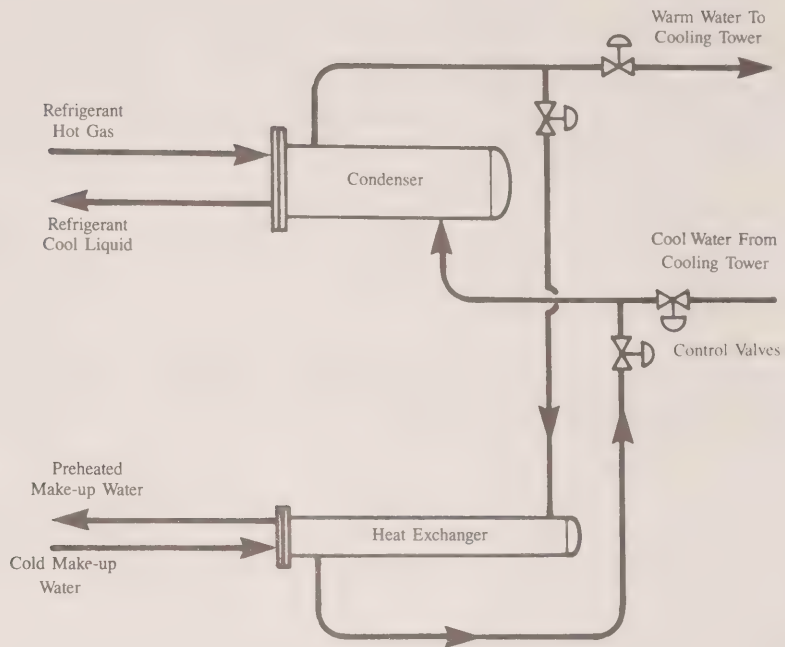 Warm Water To
Cooling Tower
Refrigerant
Hot Gas
Condenser
Refrigerant
Cool Liquid
Cool Water From
Cooling Tower
Control Valves
Preheated
Make-up Water
Heat Exchanger
Cold Make-up
Water